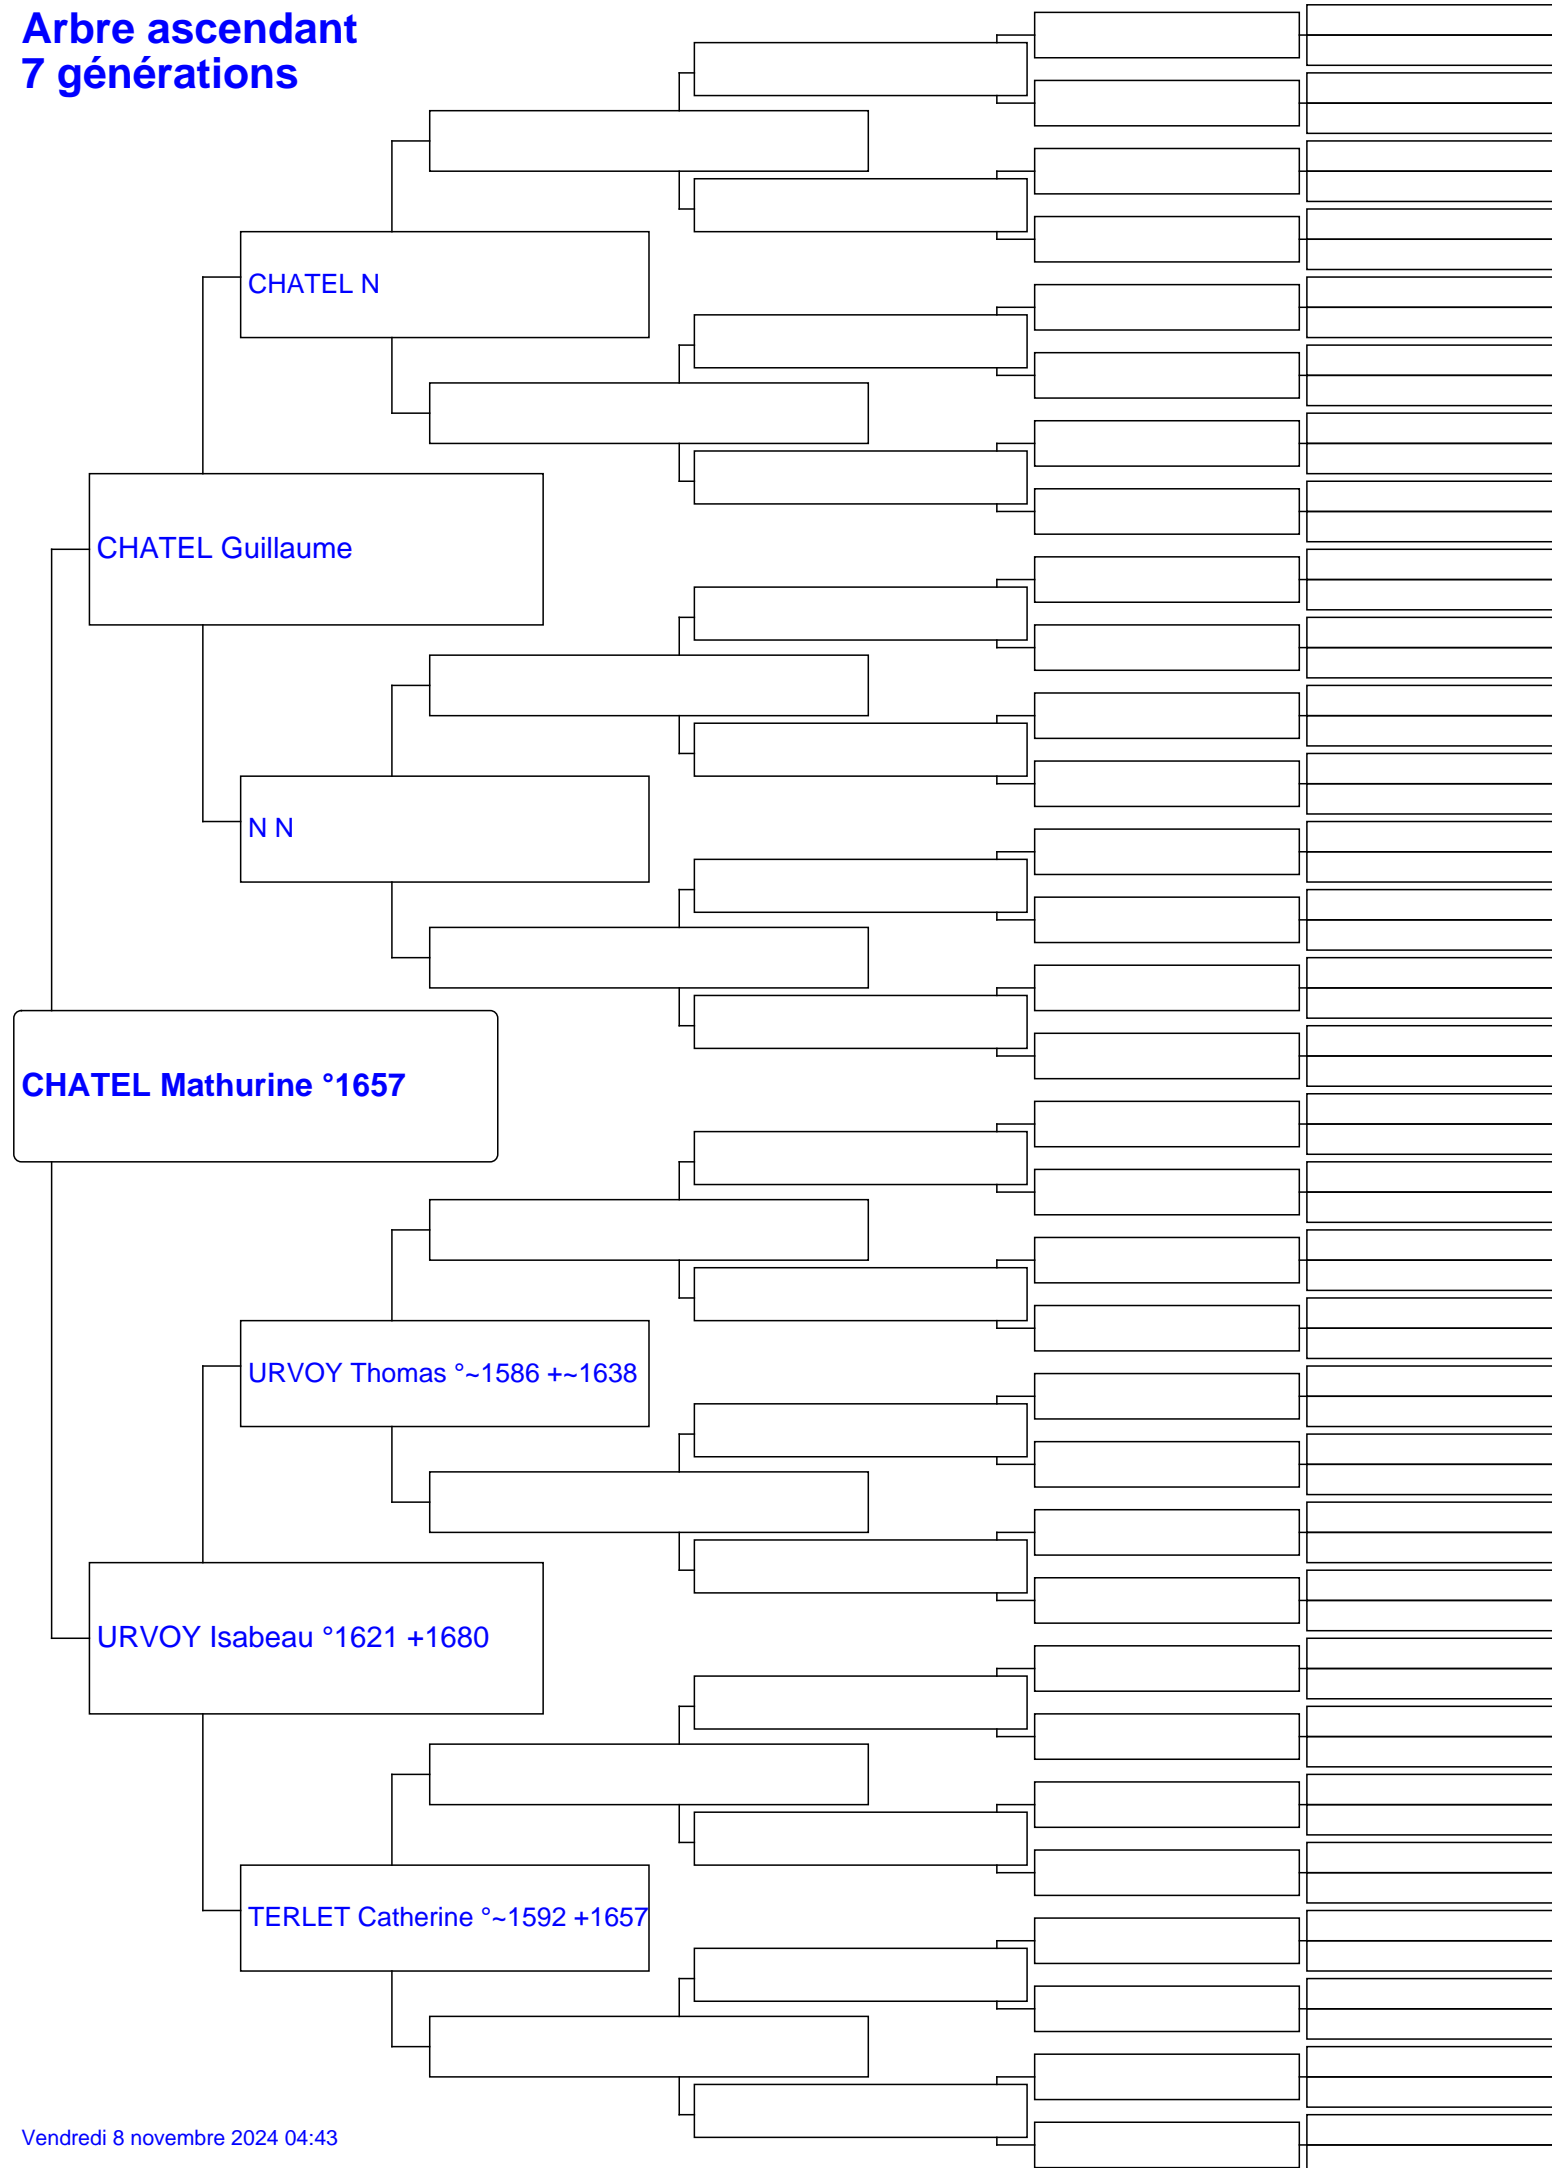 Arbre ascendant
7 générations
CHATEL N
CHATEL Guillaume
N N
CHATEL Mathurine °1657
URVOY Thomas °~1586 +~1638
URVOY Isabeau °1621 +1680
TERLET Catherine °~1592 +1657
Vendredi 8 novembre 2024 04:43